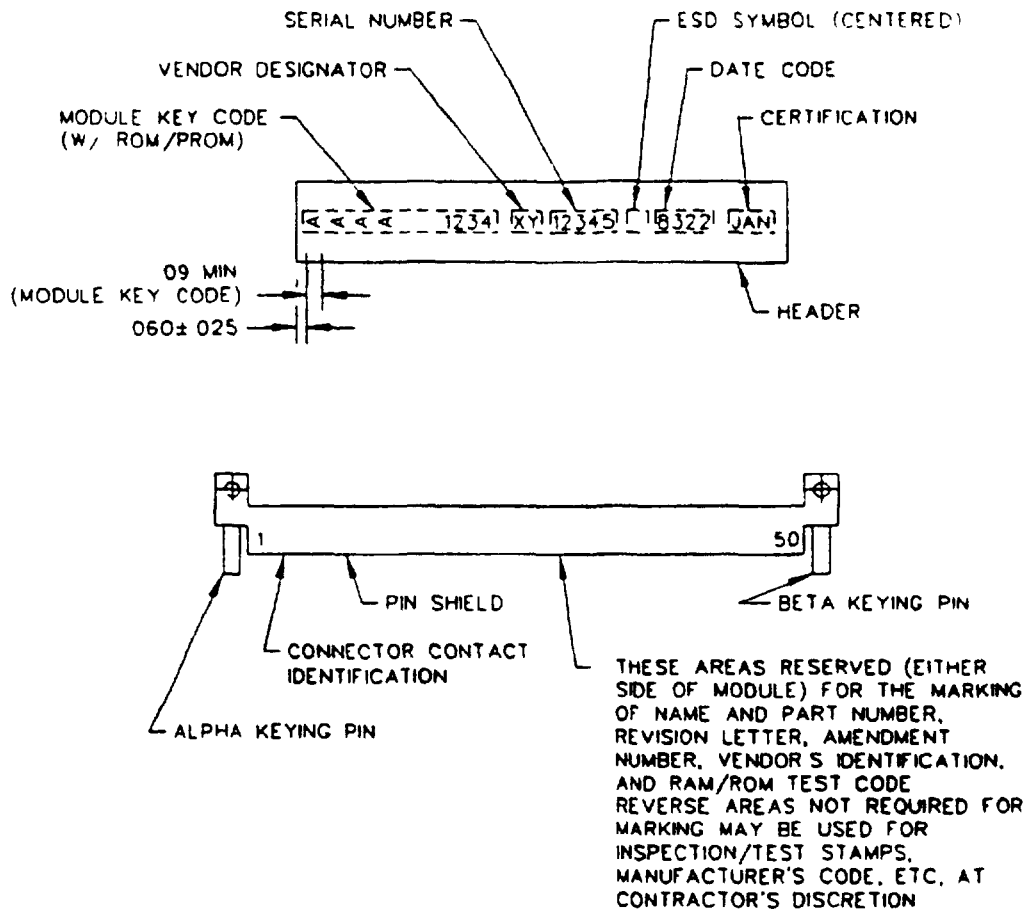 SERIAL NUMBER
ESD SYMBOL (CENTERED)
VENDOR DESIGNATOR
DATE CODE
MODULE KEY CODE
(W/ ROM/PROM)
CERTIFICATION
A A A A 1234 XY 12345 8322 JAN
09 MIN
(MODULE KEY CODE)
060± 025
HEADER
1
50
PIN SHIELD
BETA KEYING PIN
CONNECTOR CONTACT
IDENTIFICATION
ALPHA KEYING PIN
THESE AREAS RESERVED (EITHER
SIDE OF MODULE) FOR THE MARKING
OF NAME AND PART NUMBER,
REVISION LETTER, AMENDMENT
NUMBER, VENDOR S IDENTIFICATION,
AND RAM/ROM TEST CODE
REVERSE AREAS NOT REQUIRED FOR
MARKING MAY BE USED FOR
INSPECTION/TEST STAMPS,
MANUFACTURER'S CODE, ETC, AT
CONTRACTOR'S DISCRETION